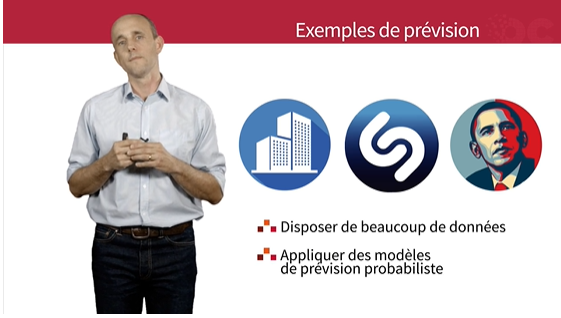 Exemples de prévision
Disposer de beaucoup de données
Appliquer des modèles
de prévision probabiliste